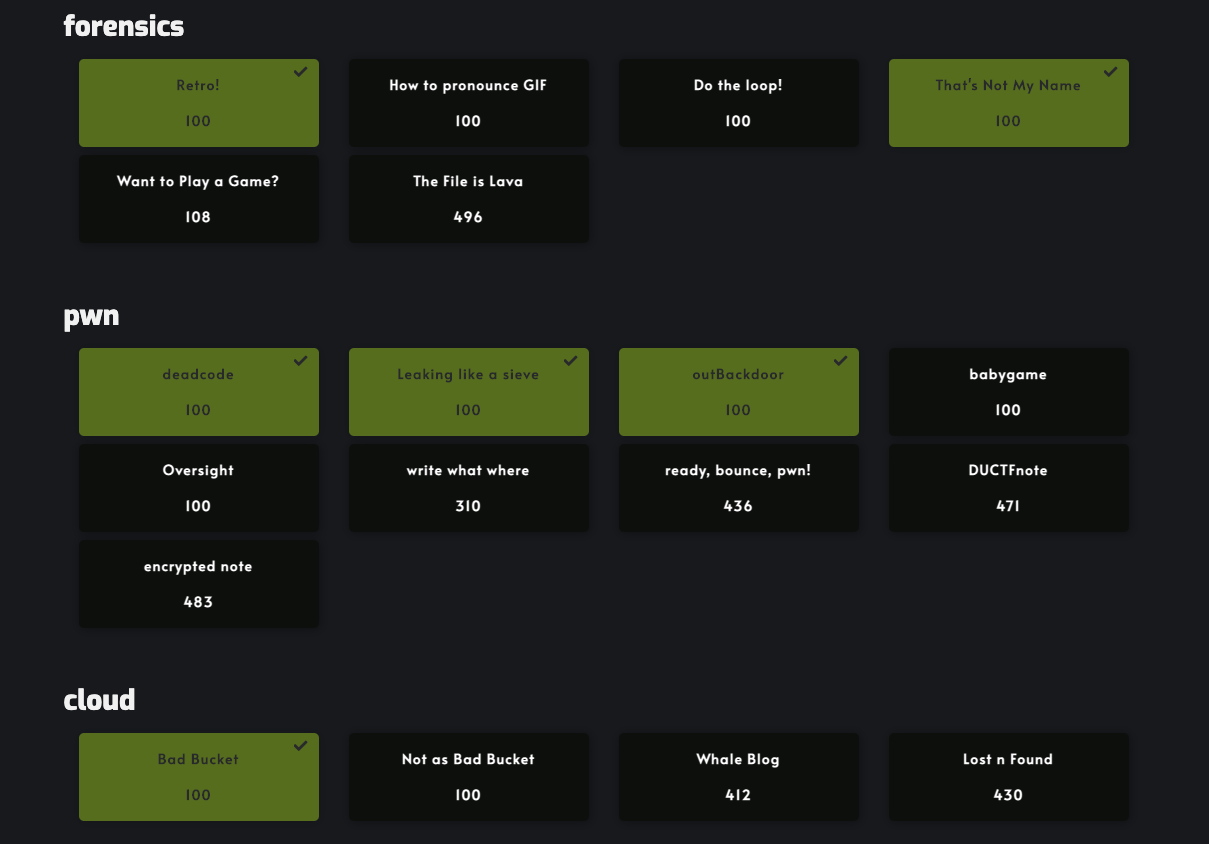 forensics
Retro!
100
How to pronounce GIF
100
Do the loop!
100
That's Not My Name
100
Want to Play a Game?
108
The File is Lava
496
pwn
deadcode
100
Leaking like a sieve
100
outBackdoor
100
babygame
100
Oversight
100
write what where
310
ready, bounce, pwn!
436
DUCTFnote
471
encrypted note
483
cloud
Bad Bucket
100
Not as Bad Bucket
100
Whale Blog
412
Lost n Found
430